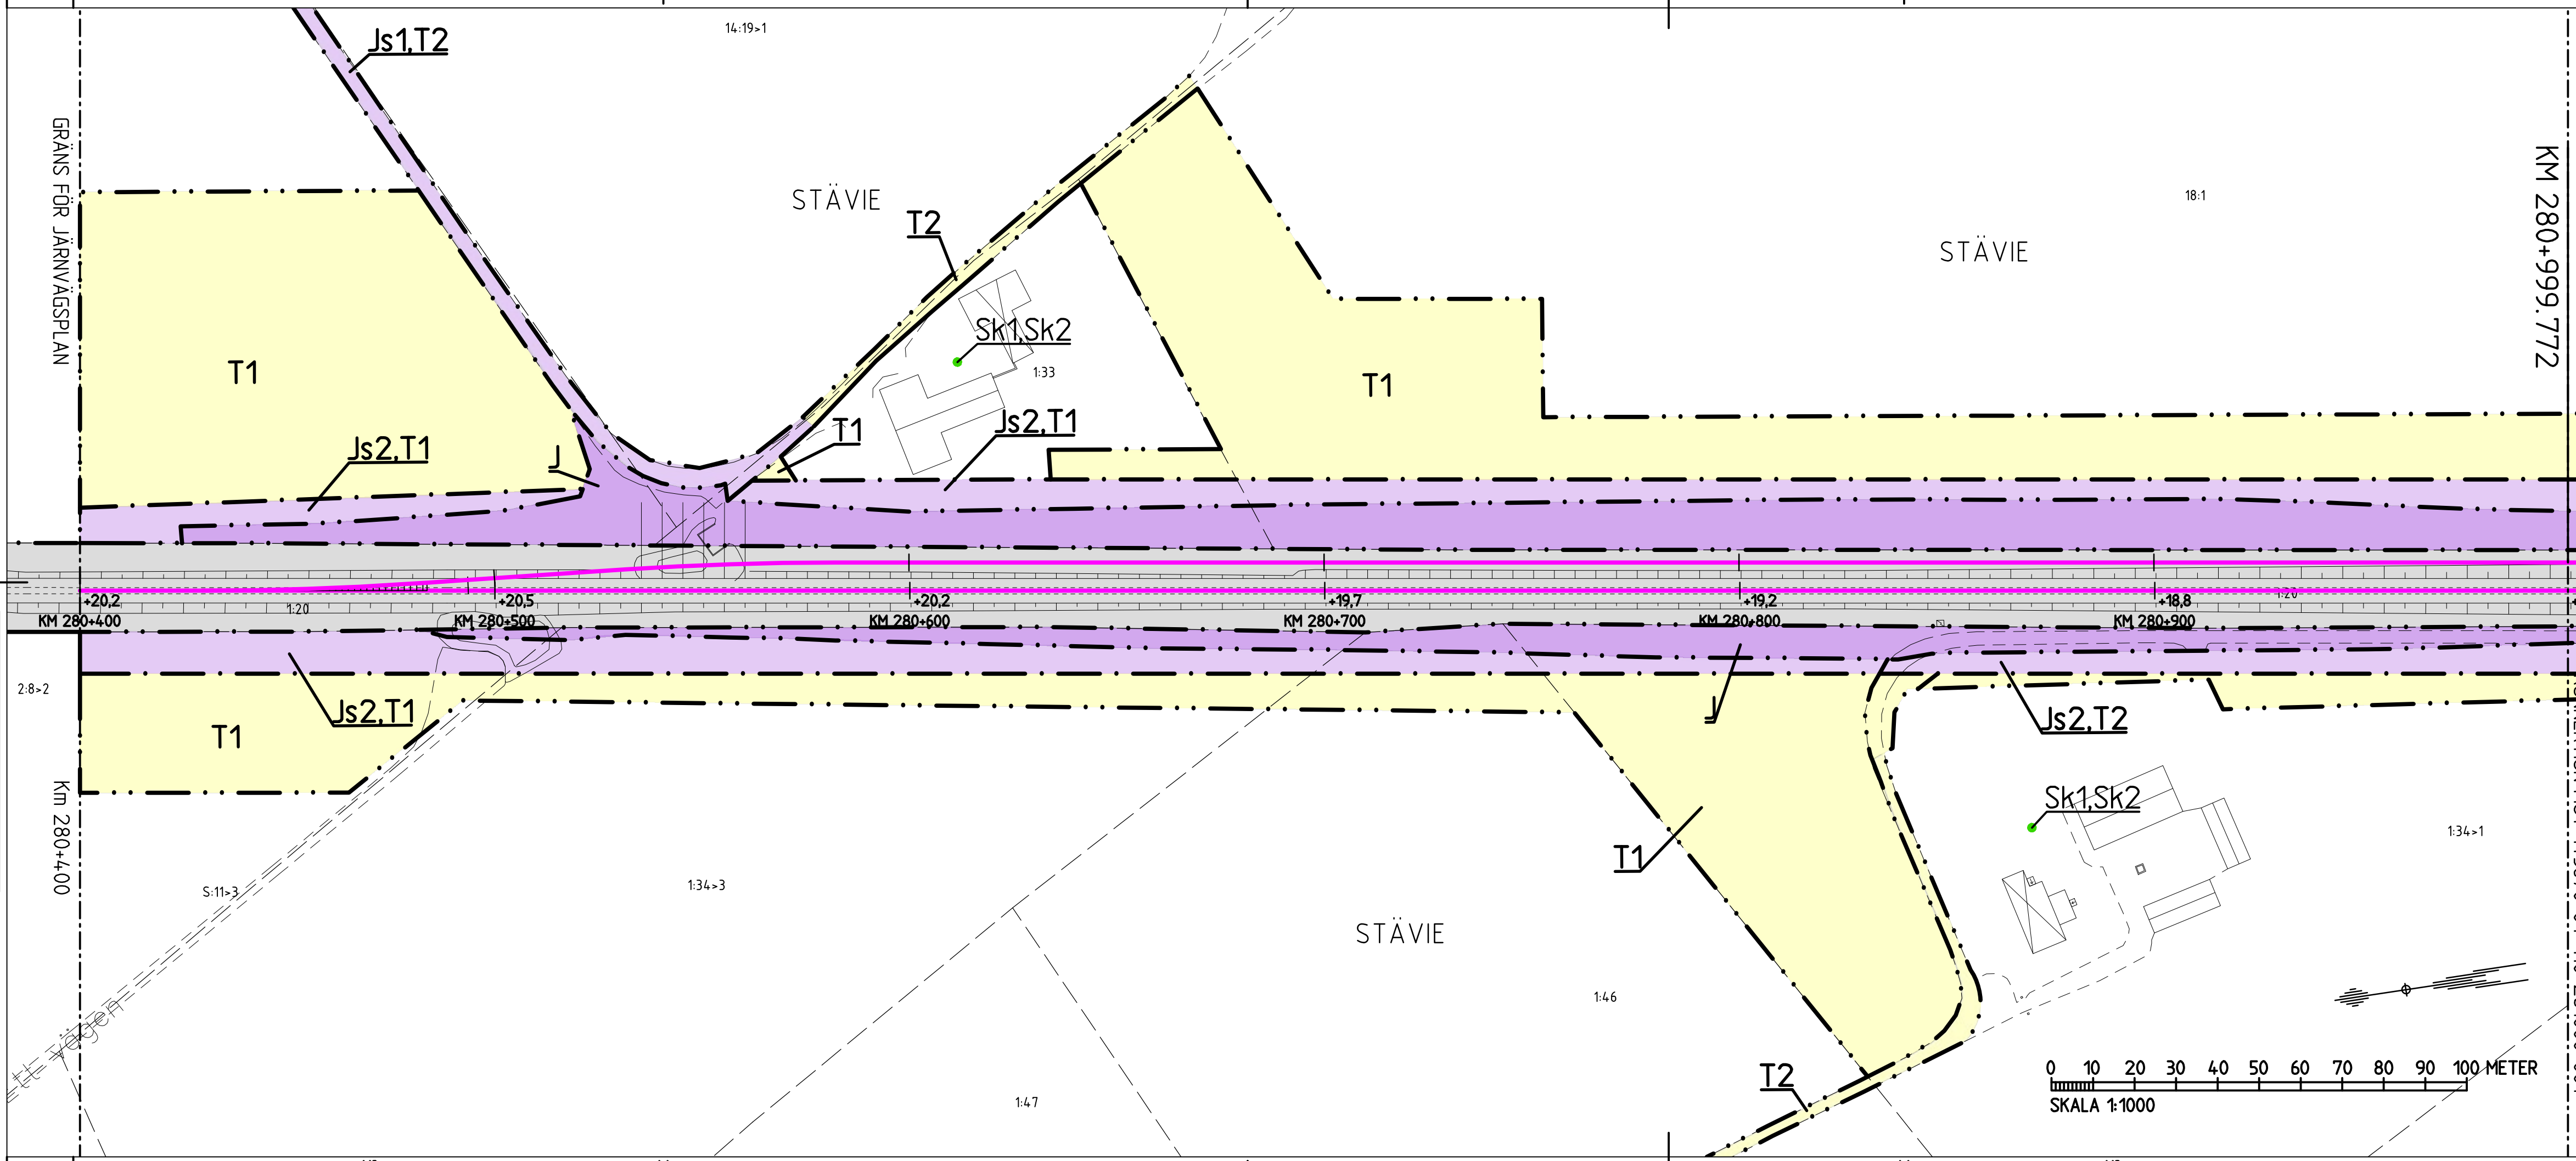 Js1,T2
14:19>1
GRÄNS FÖR JÄRNVÄGSPLAN
KM 280+999.772
18:1
STÄVIE
STÄVIE
T2
Sk1,Sk2
1:33
T1
T1
Js2,T1
T1
Js2,T1
J
+20,2
1:20
+20,5
+20,2
+19,7
+19,2
+18,8
1:20
KM 280+400
KM 280+500
KM 280+600
KM 280+700
KM 280+800
KM 280+900
2:8>2
Js2,T1
J
Js2,T2
T1
Km 280+400
Sk1,Sk2
1:34>1
T1
S:11>3
1:34>3
STÄVIE
1:46
vägen
T2
1:47
0 10 20 30 40 50 60 70 80 90 100 METER
SKALA 1:1000